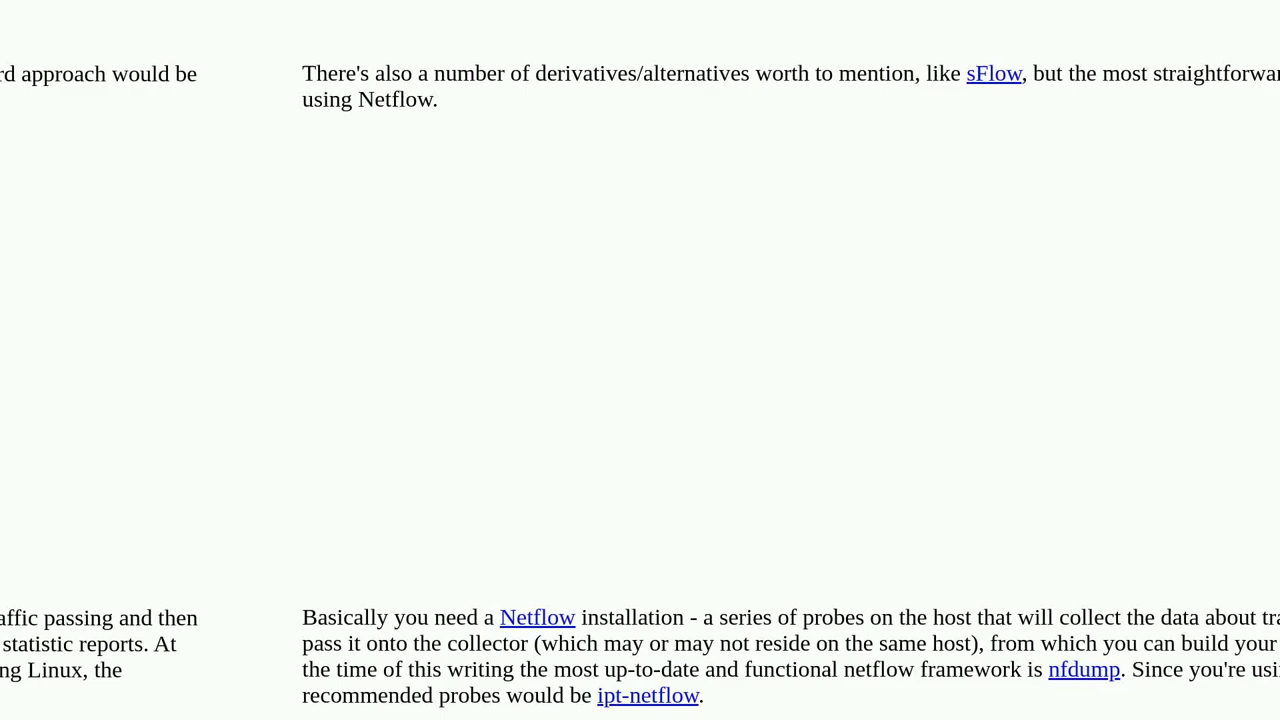 rd approach would be
There's also a number of derivatives/alternatives worth to mention, like sFlow, but the most straightforwar
using Netflow.
affic passing and then
statistic reports. At
ng Linux, the
Basically you need a Netflow installation - a series of probes on the host that will collect the data about tra
pass it onto the collector (which may or may not reside on the same host), from which you can build your
the time of this writing the most up-to-date and functional netflow framework is nfdump. Since you're usi
recommended probes would be ipt-netflow.